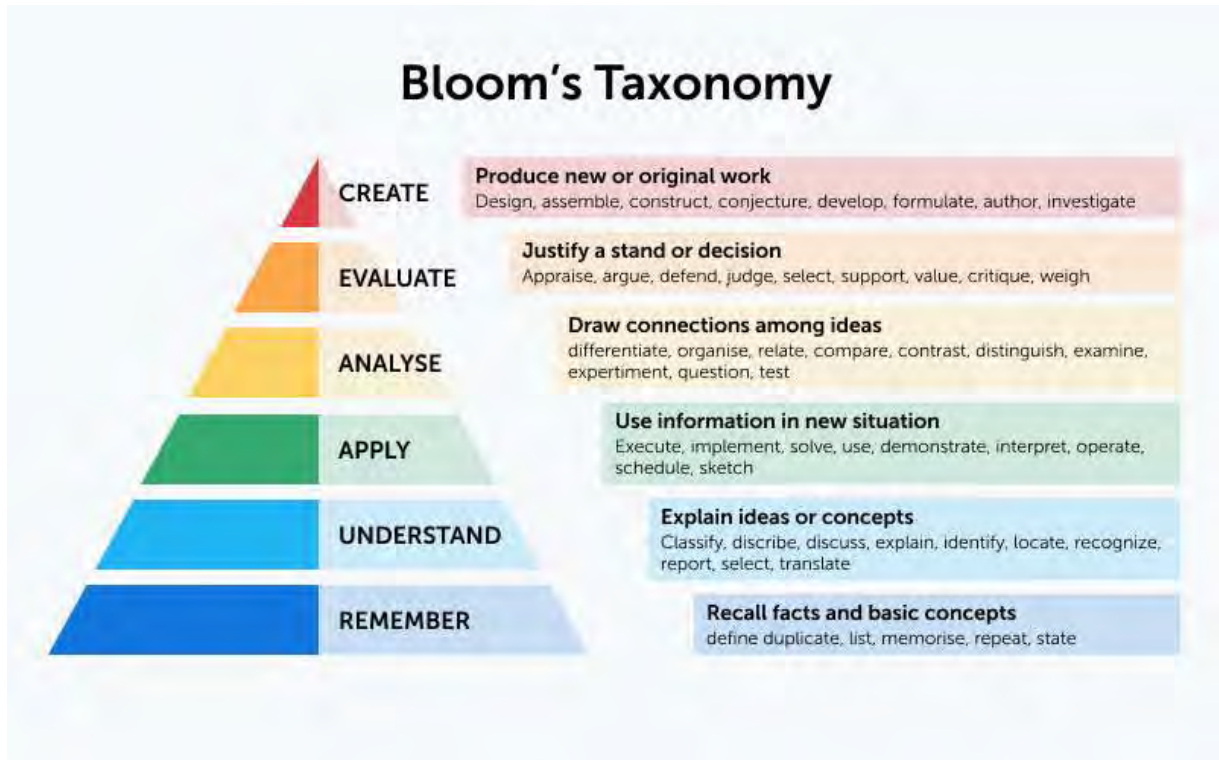 Bloom's Taxonomy
CREATE
Produce new or original work
Design, assemble, construct, conjecture, develop, formulate, author, investigate
EVALUATE
Justify a stand or decision
Appraise, argue, defend, judge, select, support, value, critique, weigh
ANALYSE
Draw connections among ideas
differentiate, organise, relate, compare, contrast, distinguish, examine,
expertiment, question, test
APPLY
Use information in new situation
Execute, implement, solve, use, demonstrate, interpret, operate,
schedule, sketch
UNDERSTAND
Explain ideas or concepts
Classify, discribe, discuss, explain, identify, locate, recognize,
report, select, translate
REMEMBER
Recall facts and basic concepts
define duplicate, list, memorise, repeat, state